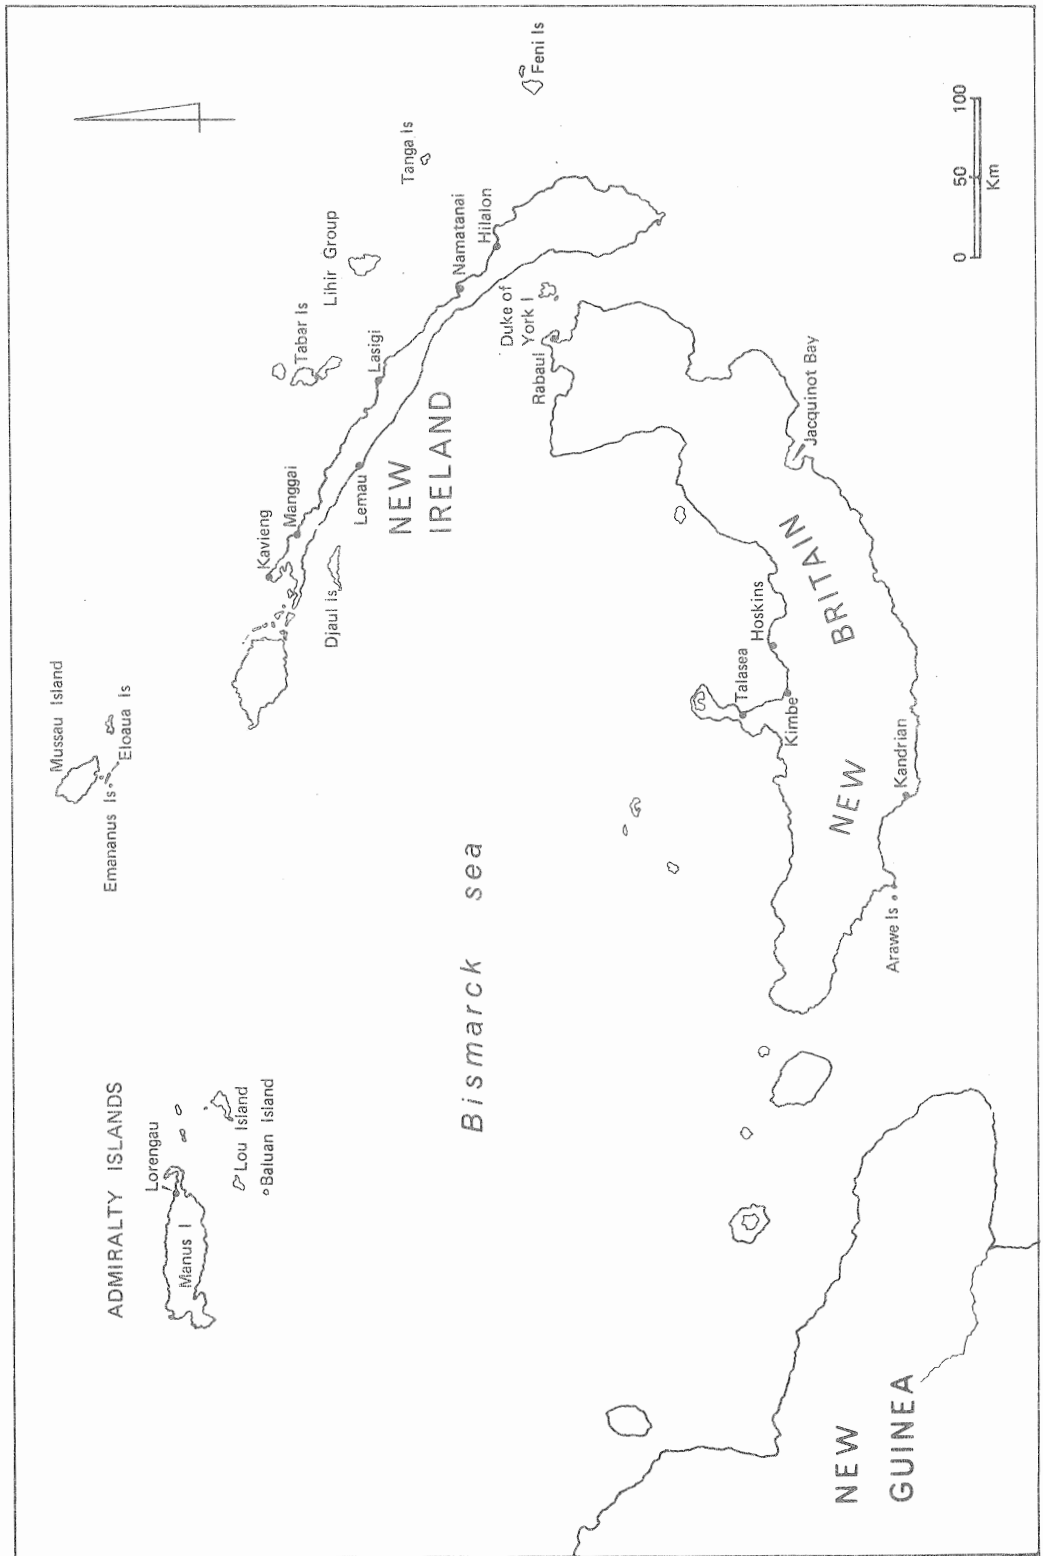 Mussau Island
Emananus Is
Eloaua Is
ADMIRALTY ISLANDS
Lorengau
Manus I
Lou Island
Baluan Island
Kavieng
Manggai
Djaul Is
Lemau
Lasigi
Tabar Is
Lihir Group
Tanga Is
Feni Is
NEW
IRELAND
Namatanai
Hilalon
Duke of
York I
Rabaul
Bismarck sea
Talasea
Hoskins
Kimbe
NEW BRITAIN
Jacquinot Bay
Kandrian
Arawe Is
NEW
GUINEA
0 50 100
Km